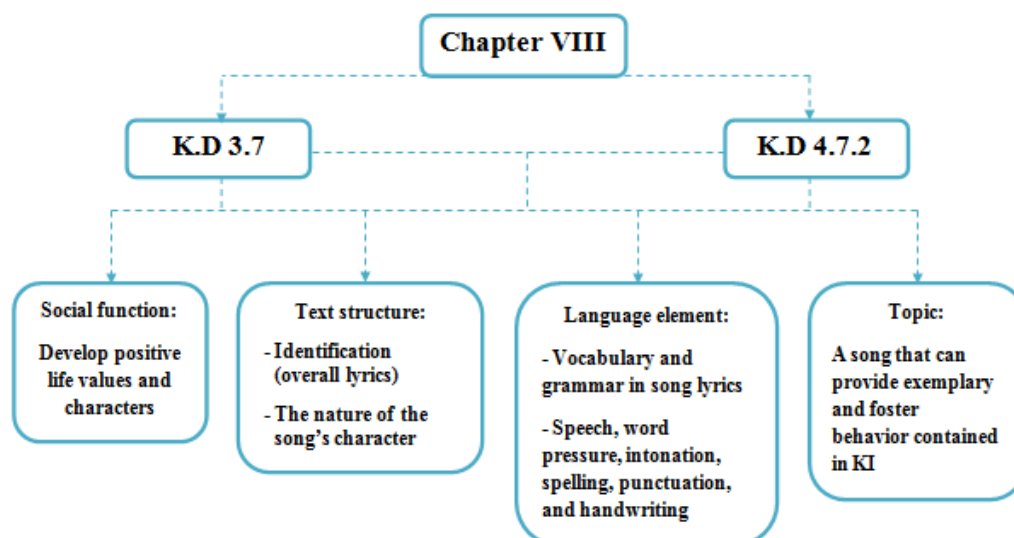 Chapter VIII
K.D 3.7
K.D 4.7.2
Social function:
Develop positive
life values and
characters
Text structure:
- Identification
(overall lyrics)
- The nature of the
song's character
Language element:
- Vocabulary and
grammar in song lyrics
- Speech, word
pressure, intonation,
spelling, punctuation,
and handwriting
Topic:
A song that can
provide exemplary
and foster
behavior contained
in KI